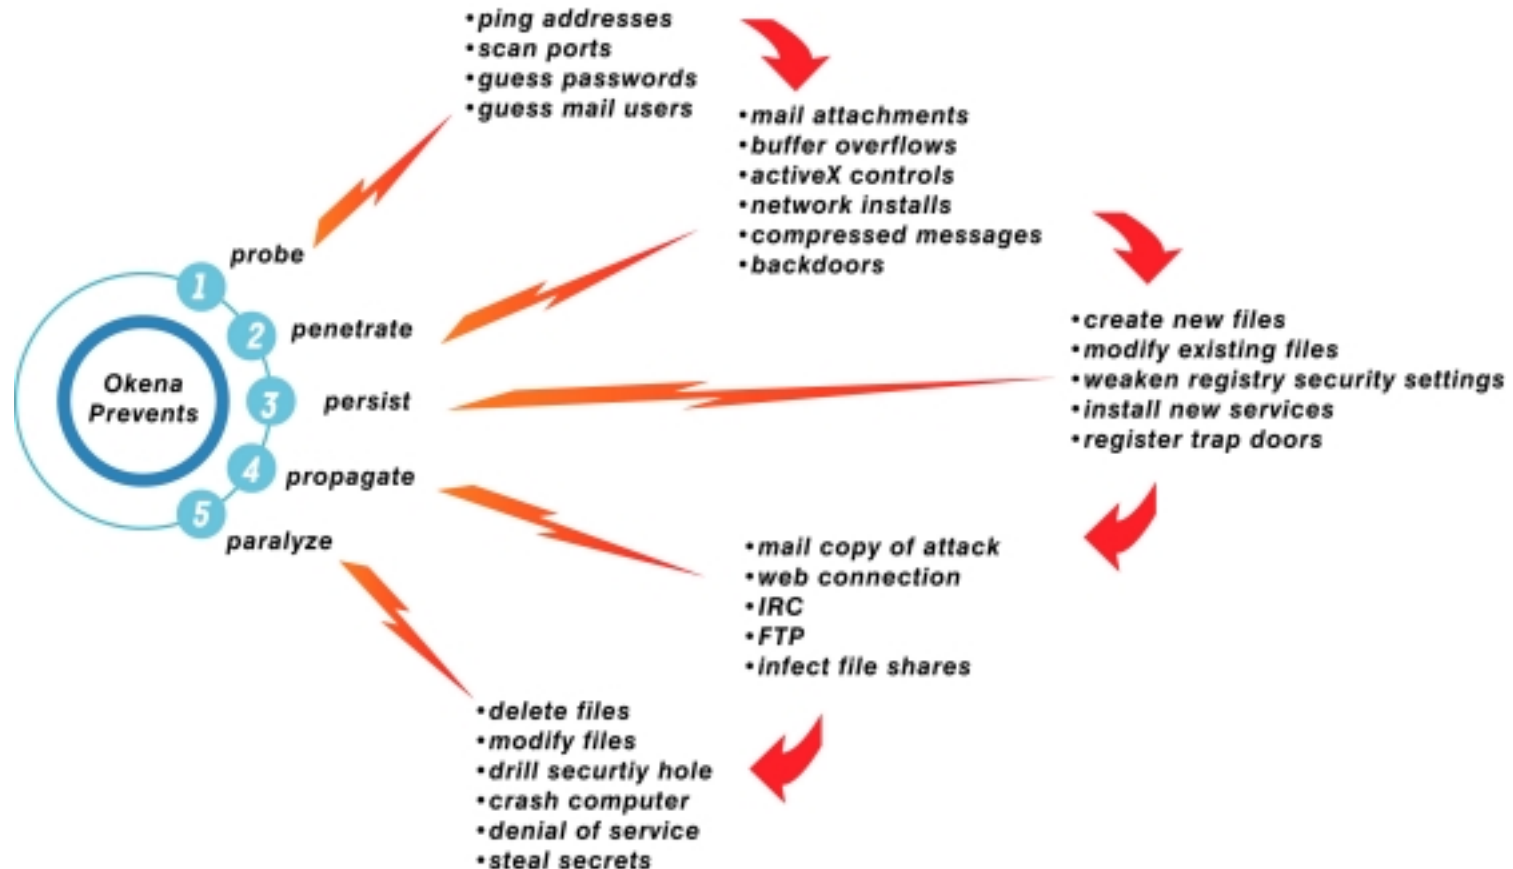 •ping addresses
•scan ports
•guess passwords
•guess mail users
•mail attachments
•buffer overflows
•activeX controls
•network installs
•compressed messages
•backdoors
•create new files
•modify existing files
•weaken registry security settings
•install new services
•register trap doors
•mail copy of attack
•web connection
•IRC
•FTP
•infect file shares
•delete files
•modify files
•drill securtiy hole
•crash computer
•denial of service
•steal secrets
Okena
Prevents
1
probe
2
penetrate
3
persist
4
propagate
5
paralyze